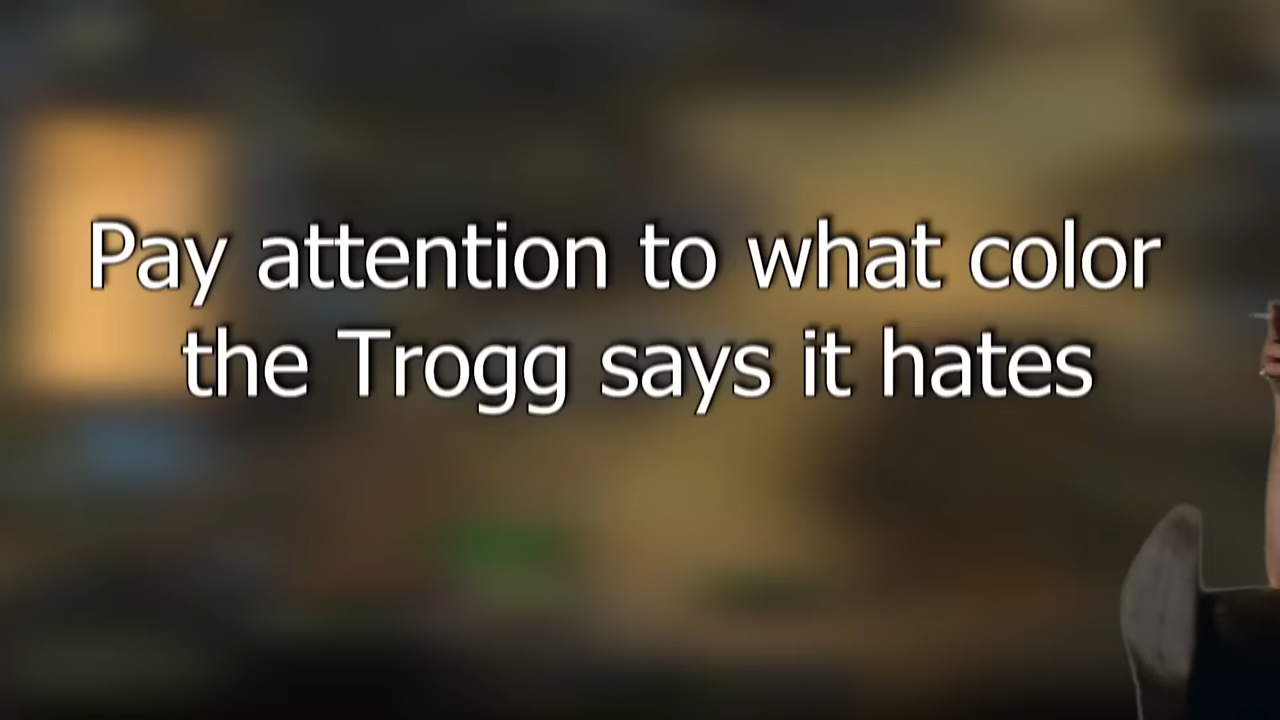 Pay attention to what color
the Trogg says it hates